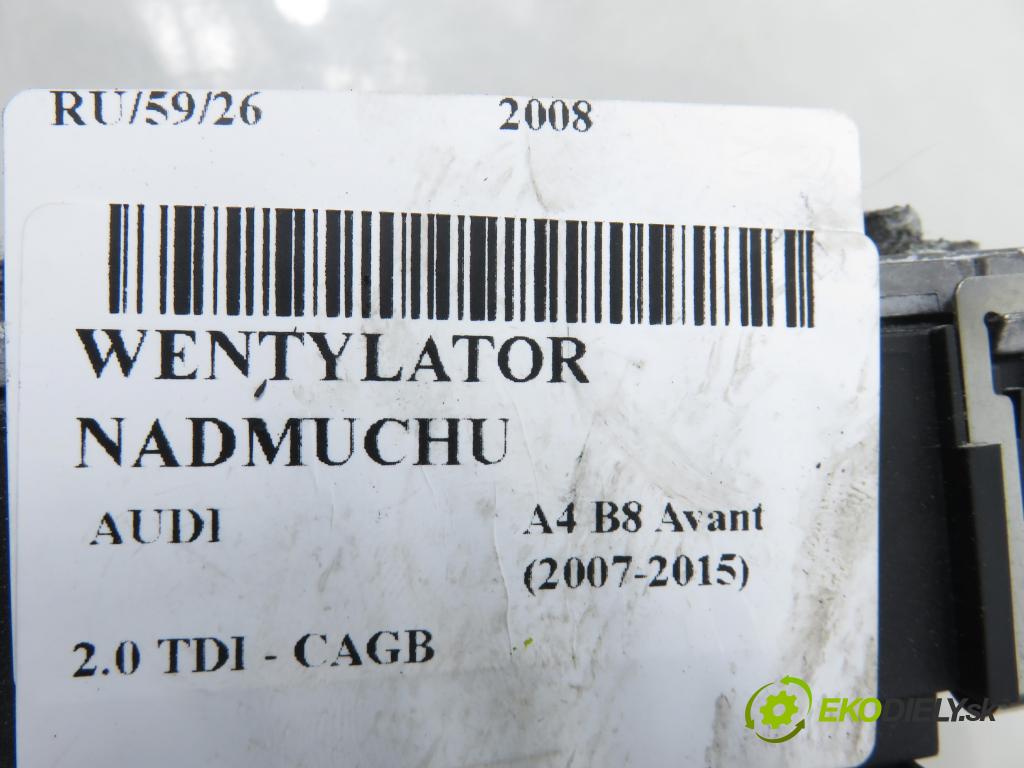 RU/59/26 2008
WENTYLATOR
NADMUCHU
AUDI A4 B8 Avant
(2007-2015)
2.0 TDI - CAGB
EKODIELY.sk